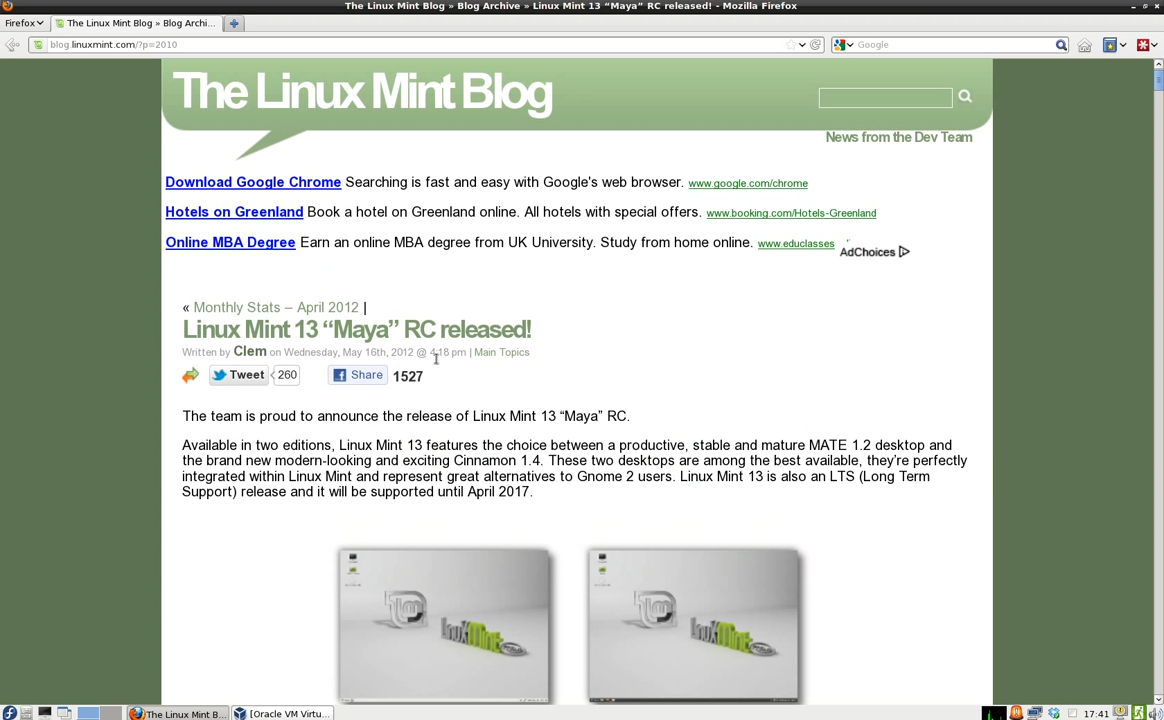 The Linux Mint Blog » Blog Archive » Linux Mint 13 “Maya” RC released! - Mozilla Firefox
Firefox
The Linux Mint Blog » Blog Archi...
blog.linuxmint.com/?p=2010
Google
The Linux Mint Blog
News from the Dev Team
Download Google Chrome Searching is fast and easy with Google's web browser. www.google.com/chrome
Hotels on Greenland Book a hotel on Greenland online. All hotels with special offers. www.booking.com/Hotels-Greenland
Online MBA Degree Earn an online MBA degree from UK University. Study from home online. www.educlasses
AdChoices
« Monthly Stats – April 2012 |
Linux Mint 13 “Maya” RC released!
Written by Clem on Wednesday, May 16th, 2012 @ 4:18 pm | Main Topics
Tweet 260 Share 1527
The team is proud to announce the release of Linux Mint 13 “Maya” RC.
Available in two editions, Linux Mint 13 features the choice between a productive, stable and mature MATE 1.2 desktop and
the brand new modern-looking and exciting Cinnamon 1.4. These two desktops are among the best available, they're perfectly
integrated within Linux Mint and represent great alternatives to Gnome 2 users. Linux Mint 13 is also an LTS (Long Term
Support) release and it will be supported until April 2017.
LinuxMint
LinuxMint
The Linux Mint B...
[Oracle VM Virtu...
17:41